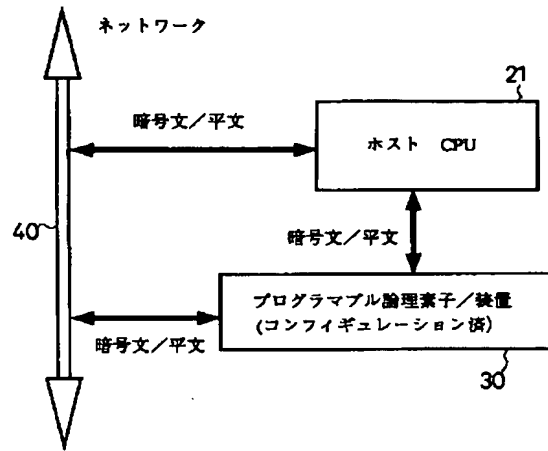 ネットワーク
21
暗号文/平文
ホスト CPU
40
暗号文/平文
プログラマブル論理素子/装置
(コンフィギュレーション済)
暗号文/平文
30